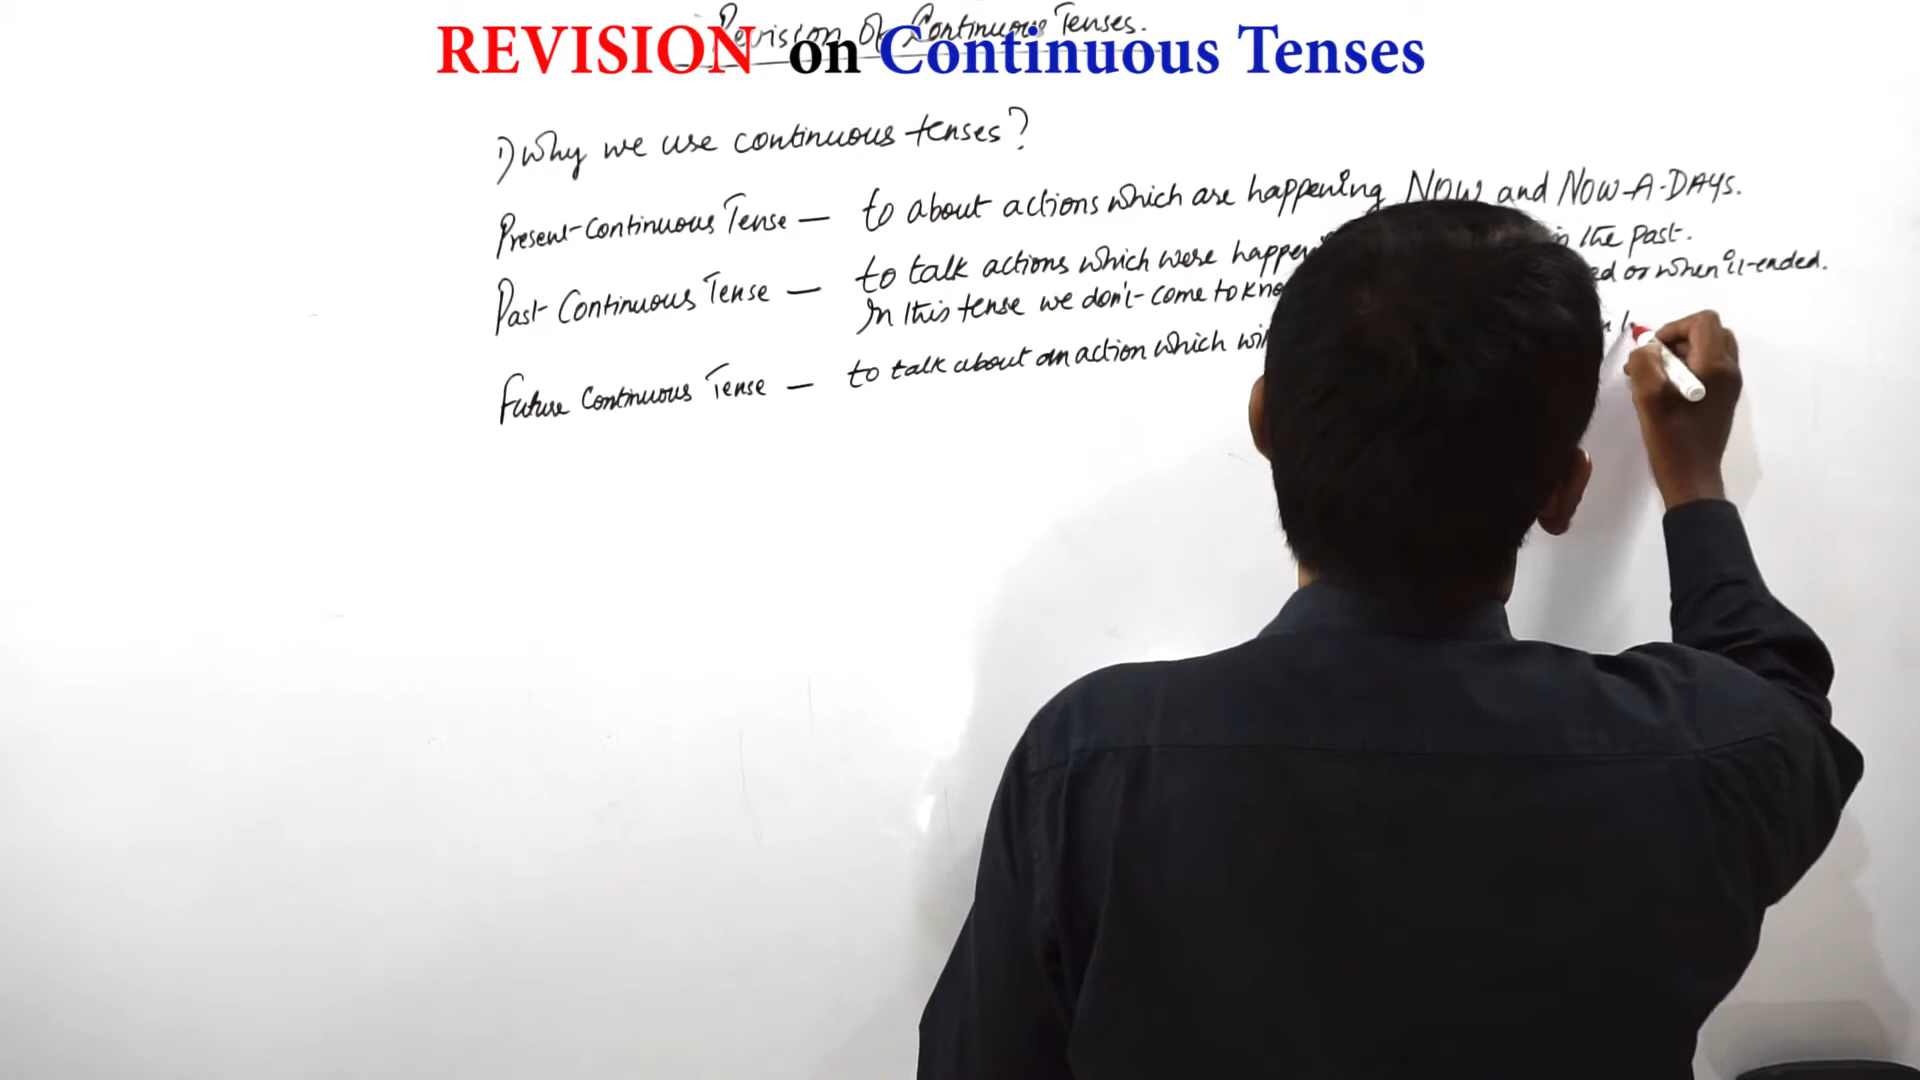 Revision Of Continuous Tenses.
REVISION on Continuous Tenses
1) Why we use continuous tenses?
Present-Continuous Tense — to about actions which are happening NOW and NOW-A-DAYS.
Past Continuous Tense — to talk actions which were happen in the past.
In this tense we don't come to kno ed or when it ended.
Future Continuous Tense — to talk about an action which wi